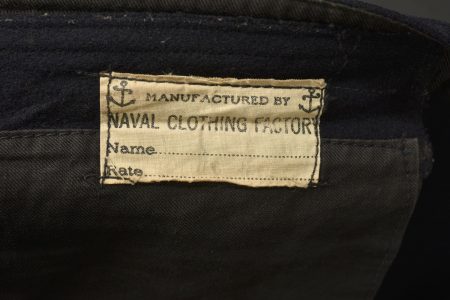 MANUFACTURED BY
NAVAL CLOTHING FACTORY
Name
Rate